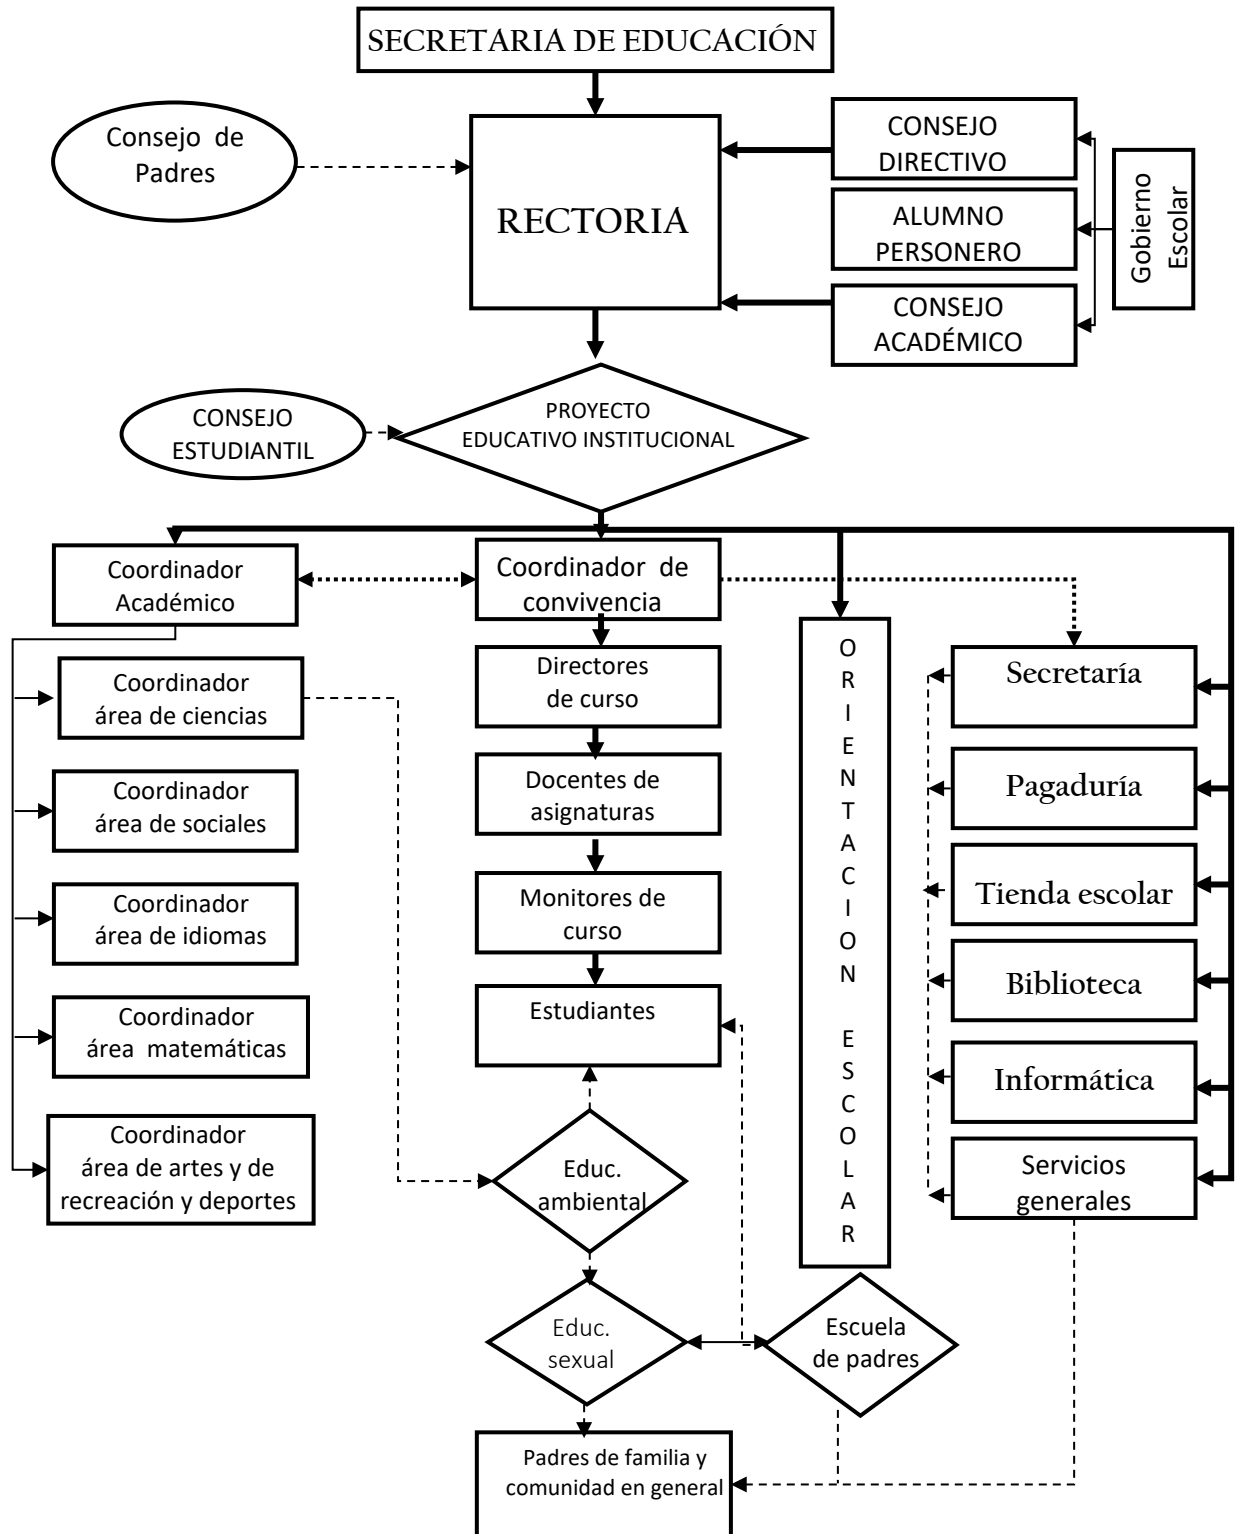 SECRETARIA DE EDUCACIÓN
Consejo de
Padres
RECTORIA
CONSEJO
DIRECTIVO
ALUMNO
PERSONERO
CONSEJO
ACADÉMICO
Gobierno
Escolar
CONSEJO
ESTUDIANTIL
PROYECTO
EDUCATIVO INSTITUCIONAL
Coordinador
Académico
Coordinador de
convivencia
Coordinador
área de ciencias
Coordinador
área de sociales
Coordinador
área de idiomas
Coordinador
área matemáticas
Coordinador
área de artes y de
recreación y deportes
Directores
de curso
Docentes de
asignaturas
Monitores de
curso
Estudiantes
Educ.
ambiental
Educ.
sexual
Padres de familia y
comunidad en general
ORIENTACION ESCOLAR
Escuela
de padres
Secretaría
Pagaduría
Tienda escolar
Biblioteca
Informática
Servicios
generales